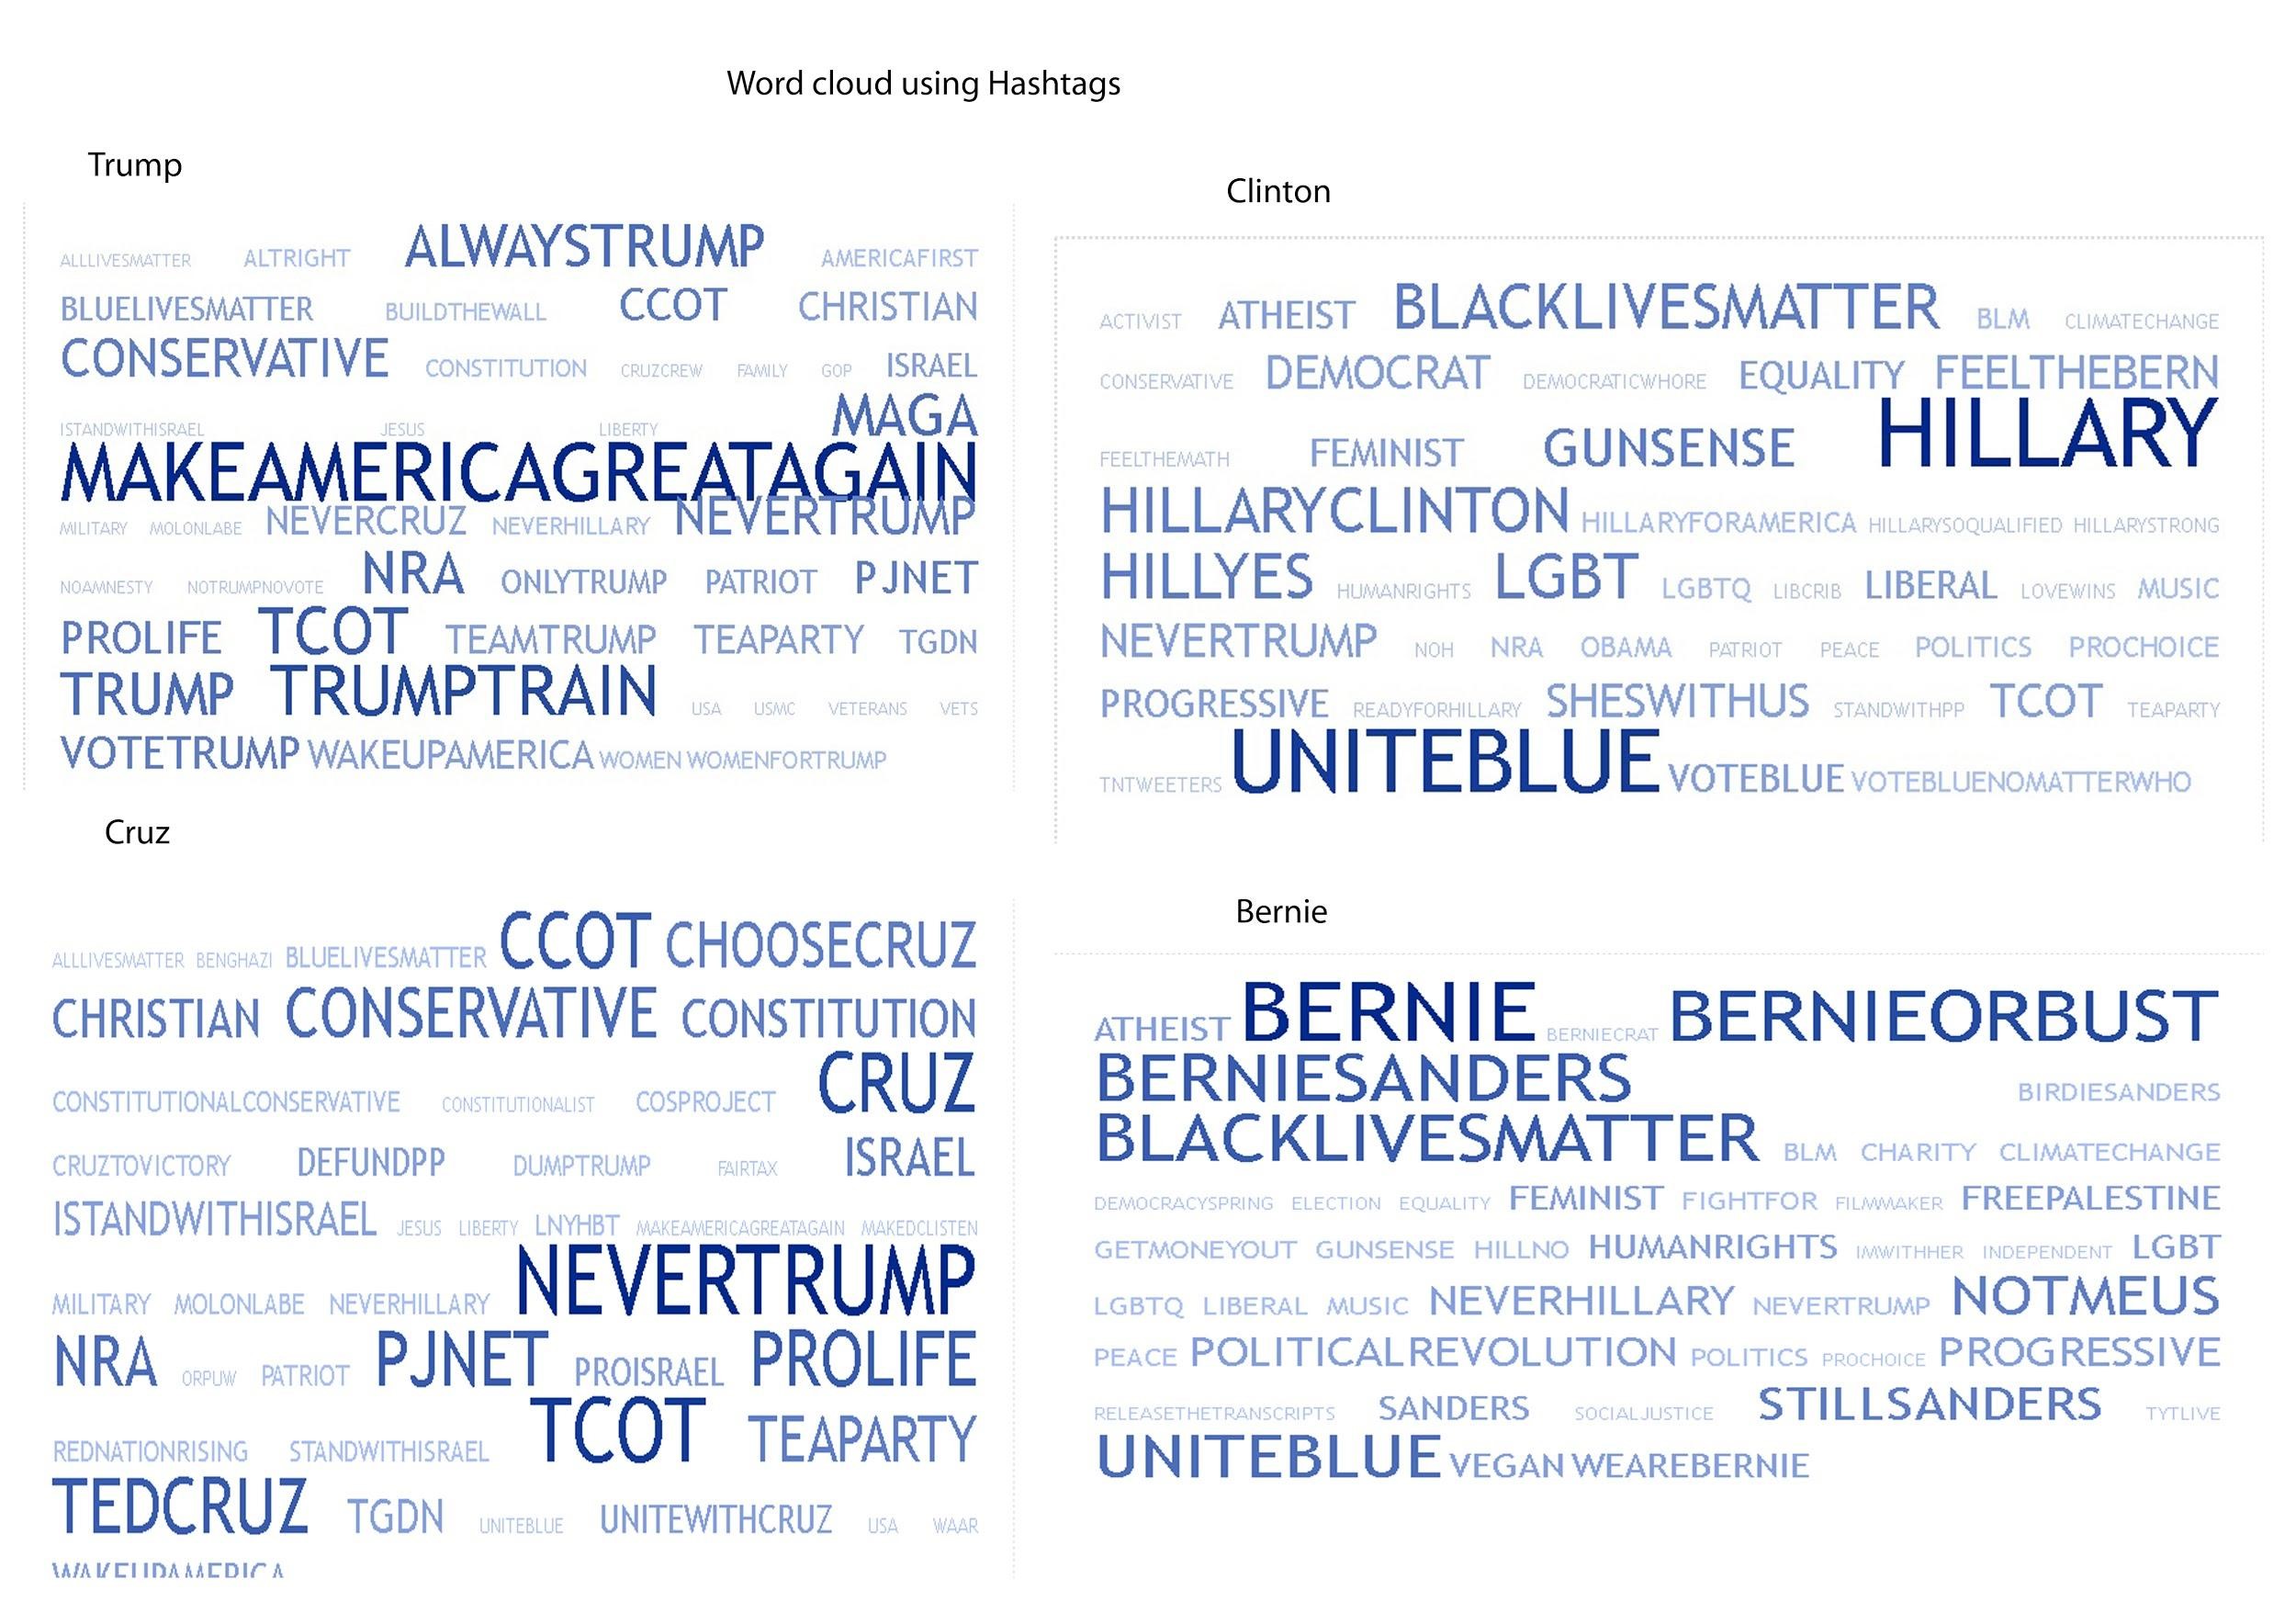 Word cloud using Hashtags
Trump
ALLLIVESMATTER ALTRIGHT ALWAYSTRUMP AMERICAFIRST
BLUELIVESMATTER BUILDTHEWALL CCOT CHRISTIAN
CONSERVATIVE CONSTITUTION CRUZCREW FAMILY GOP ISRAEL
ISTANDWITHISRAEL JESUS LIBERTY MAGA
MAKEAMERICAGREATAGAIN
MILITARY MOLONLABE NEVERCRUZ NEVERHILLARY NEVERTRUMP
NOAMNESTY NOTRUMPNOVOTE NRA ONLYTRUMP PATRIOT PJNET
PROLIFE TCOT TEAMTRUMP TEAPARTY TGDN
TRUMP TRUMPTRAIN USA USMC VETERANS VETS
VOTETRUMP WAKEUPAMERICA WOMEN WOMENFORTRUMP
Clinton
ACTIVIST ATHEIST BLACKLIVESMATTER BLM CLIMATECHANGE
CONSERVATIVE DEMOCRAT DEMOCRATICWHORE EQUALITY FEELTHEBERN
FEELTHEMATH FEMINIST GUNSENSE HILLARY
HILLARYCLINTON HILLARYFORAMERICA HILLARYSOQUALIFIED HILLARYSTRONG
HILLYES HUMANRIGHTS LGBT LGBTQ LIBCRIB LIBERAL LOVEWINS MUSIC
NEVERTRUMP NOH NRA OBAMA PATRIOT PEACE POLITICS PROCHOICE
PROGRESSIVE READYFORHILLARY SHESWITHUS STANDWITHPP TCOT TEAPARTY
TNTWEETERS UNITEBLUE VOTEBLUE VOTEBLUENOMATTERWHO
Cruz
ALLLIVESMATTER BENGHAZI BLUELIVESMATTER CCOT CHOOSECRUZ
CHRISTIAN CONSERVATIVE CONSTITUTION
CONSTITUTIONALCONSERVATIVE CONSTITUTIONALIST COSPROJECT CRUZ
CRUZTOVICTORY DEFUNDPP DUMPTRUMP FAIRTAX ISRAEL
ISTANDWITHISRAEL JESUS LIBERTY LNYHBT MAKEAMERICAGREATAGAIN MAKEDCLISTEN
MILITARY MOLONLABE NEVERHILLARY NEVERTRUMP
NRA ORPUW PATRIOT PJNET PROISRAEL PROLIFE
REDNATIONRISING STANDWITHISRAEL TCOT TEAPARTY
TEDCRUZ TGDN UNITEBLUE UNITEWITHCRUZ USA WAAR
WAKEUPAMERICA
Bernie
ATHEIST BERNIE BERNIECRAT BERNIEORBUST
BERNIESANDERS BIRDIESANDERS
BLACKLIVESMATTER BLM CHARITY CLIMATECHANGE
DEMOCRACYSPRING ELECTION EQUALITY FEMINIST FIGHTFOR FILMMAKER FREEPALESTINE
GETMONEYOUT GUNSENSE HILLNO HUMANRIGHTS IMWITHHER INDEPENDENT LGBT
LGBTQ LIBERAL MUSIC NEVERHILLARY NEVERTRUMP NOTMEUS
PEACE POLITICALREVOLUTION POLITICS PROCHOICE PROGRESSIVE
RELEASETHETRANSCRIPTS SANDERS SOCIALJUSTICE STILLSANDERS TYTLIVE
UNITEBLUE VEGAN WEAREBERNIE